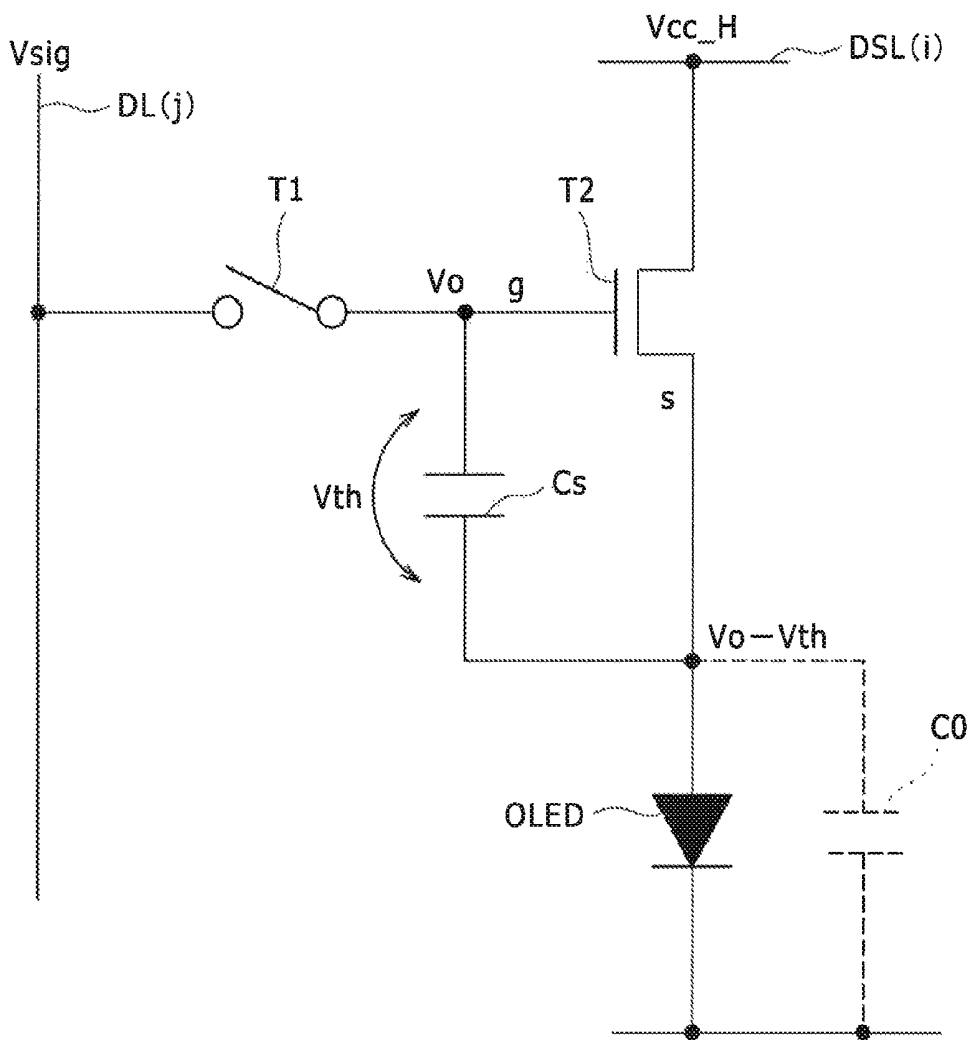 Vcc_H
DSL(i)
Vsig
DL(j)
T1
T2
Vo
g
s
Vth
Cs
Vo−Vth
C0
OLED